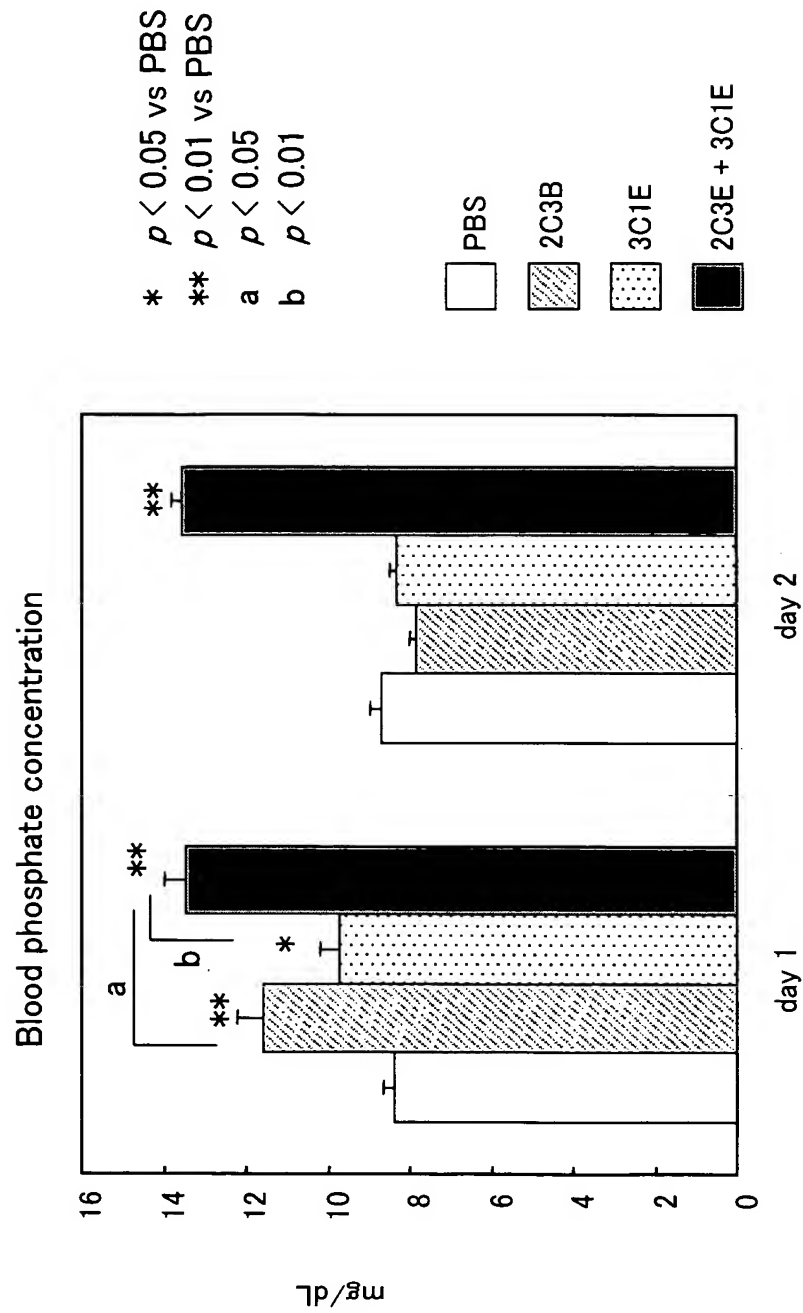 Blood phosphate concentration
mg/dL
16
14
12
10
8
6
4
2
0
a
b
**
*
**
**
day 1
day 2
* p < 0.05 vs PBS
** p < 0.01 vs PBS
a p < 0.05
b p < 0.01
PBS
2C3B
3C1E
2C3E + 3C1E